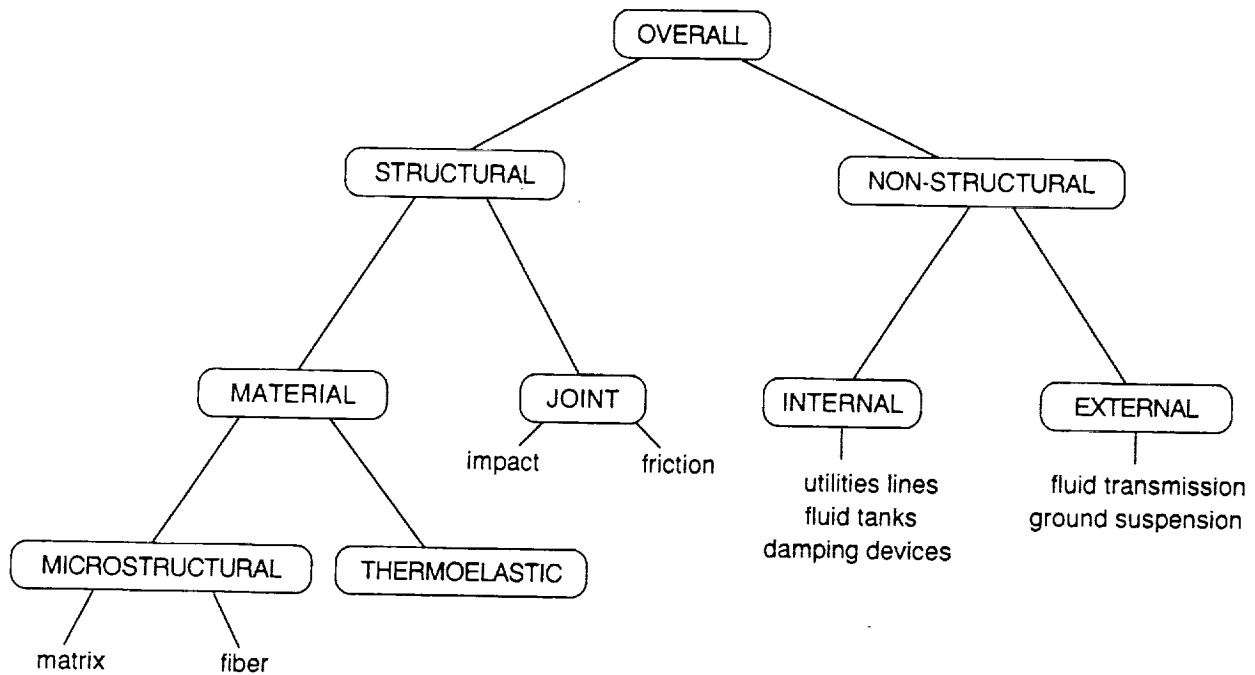 OVERALL
STRUCTURAL
NON-STRUCTURAL
MATERIAL
JOINT
INTERNAL
EXTERNAL
impact
friction
utilities lines
fluid tanks
damping devices
fluid transmission
ground suspension
MICROSTRUCTURAL
THERMOELASTIC
matrix
fiber